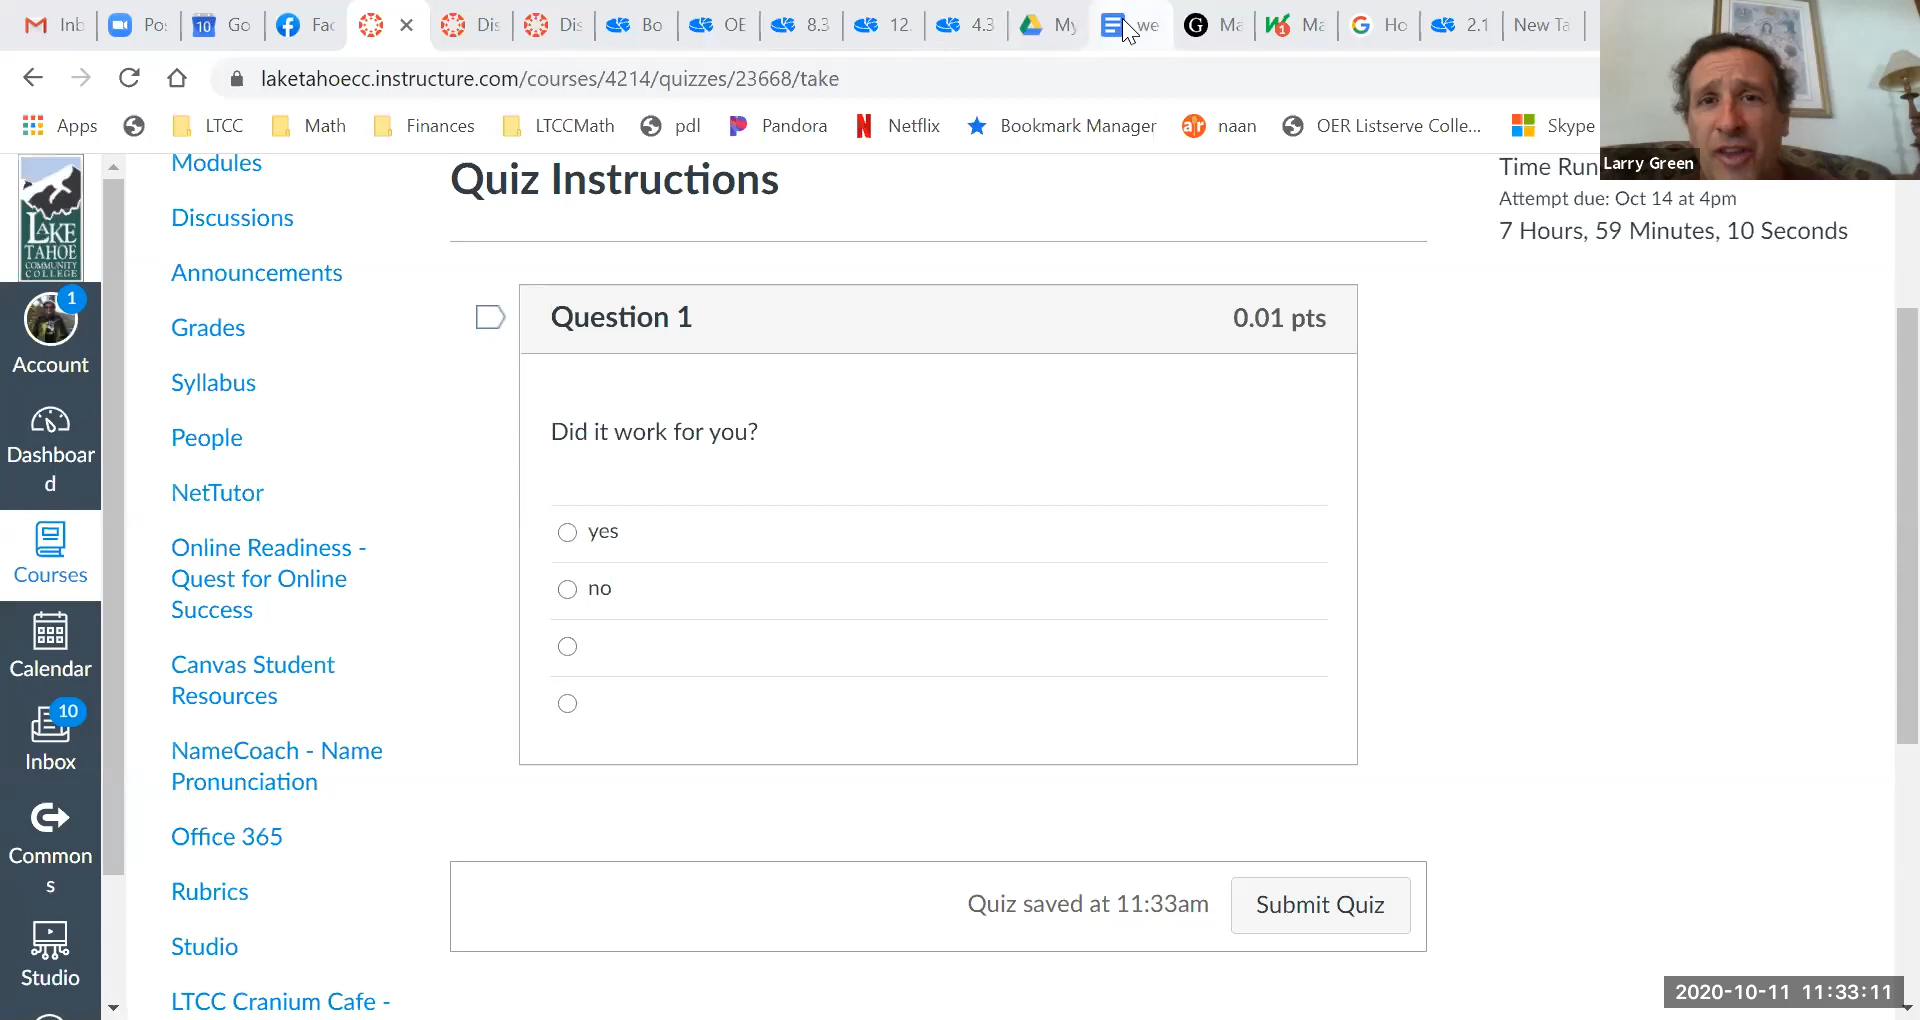 Inb
Po
10
Go
Fac
Dis
Dis
Bo
OE
8.3
12.
4.3
My
we
G
Ma
1
Ma
Ho
2.1
New Ta
laketahoecc.instructure.com/courses/4214/quizzes/23668/take
Apps
LTCC
Math
Finances
LTCCMath
pdl
Pandora
Netflix
Bookmark Manager
ar
naan
OER Listserve Colle...
Skype
Larry Green
LAKE
TAHOE
COMMUNITY
COLLEGE
1
Account
Dashboar
d
Courses
Calendar
10
Inbox
Common
s
Studio
Modules
Discussions
Announcements
Grades
Syllabus
People
NetTutor
Online Readiness -
Quest for Online
Success
Canvas Student
Resources
NameCoach - Name
Pronunciation
Office 365
Rubrics
Studio
LTCC Cranium Cafe -
Quiz Instructions
Question 1
0.01 pts
Did it work for you?
yes
no
Quiz saved at 11:33am
Submit Quiz
Time Run
Attempt due: Oct 14 at 4pm
7 Hours, 59 Minutes, 10 Seconds
2020-10-11 11:33:11